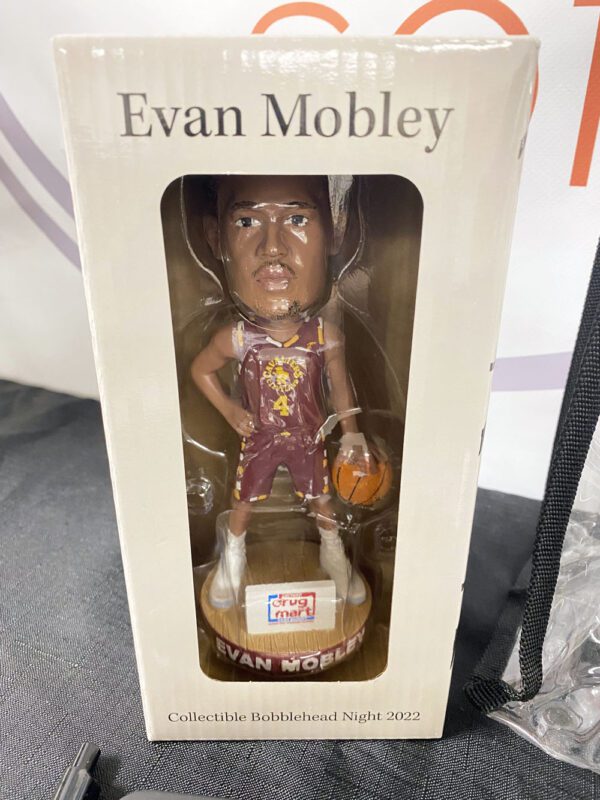 Evan Mobley
4
drug
mart
EVAN MOBLEY
Collectible Bobblehead Night 2022